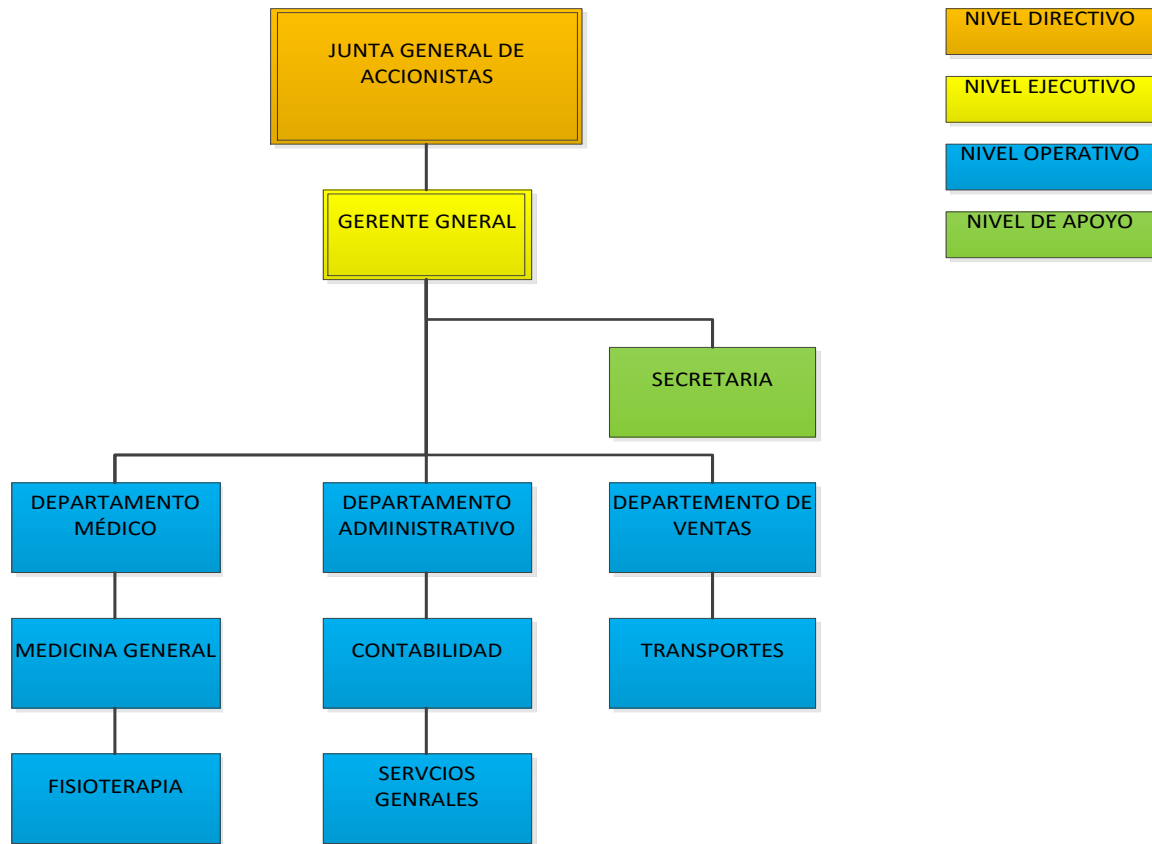 JUNTA GENERAL DE
ACCIONISTAS
NIVEL DIRECTIVO
NIVEL EJECUTIVO
NIVEL OPERATIVO
NIVEL DE APOYO
GERENTE GNERAL
SECRETARIA
DEPARTAMENTO
MÉDICO
DEPARTAMENTO
ADMINISTRATIVO
DEPARTEMENTO DE
VENTAS
MEDICINA GENERAL
CONTABILIDAD
TRANSPORTES
FISIOTERAPIA
SERVCIOS
GENRALES